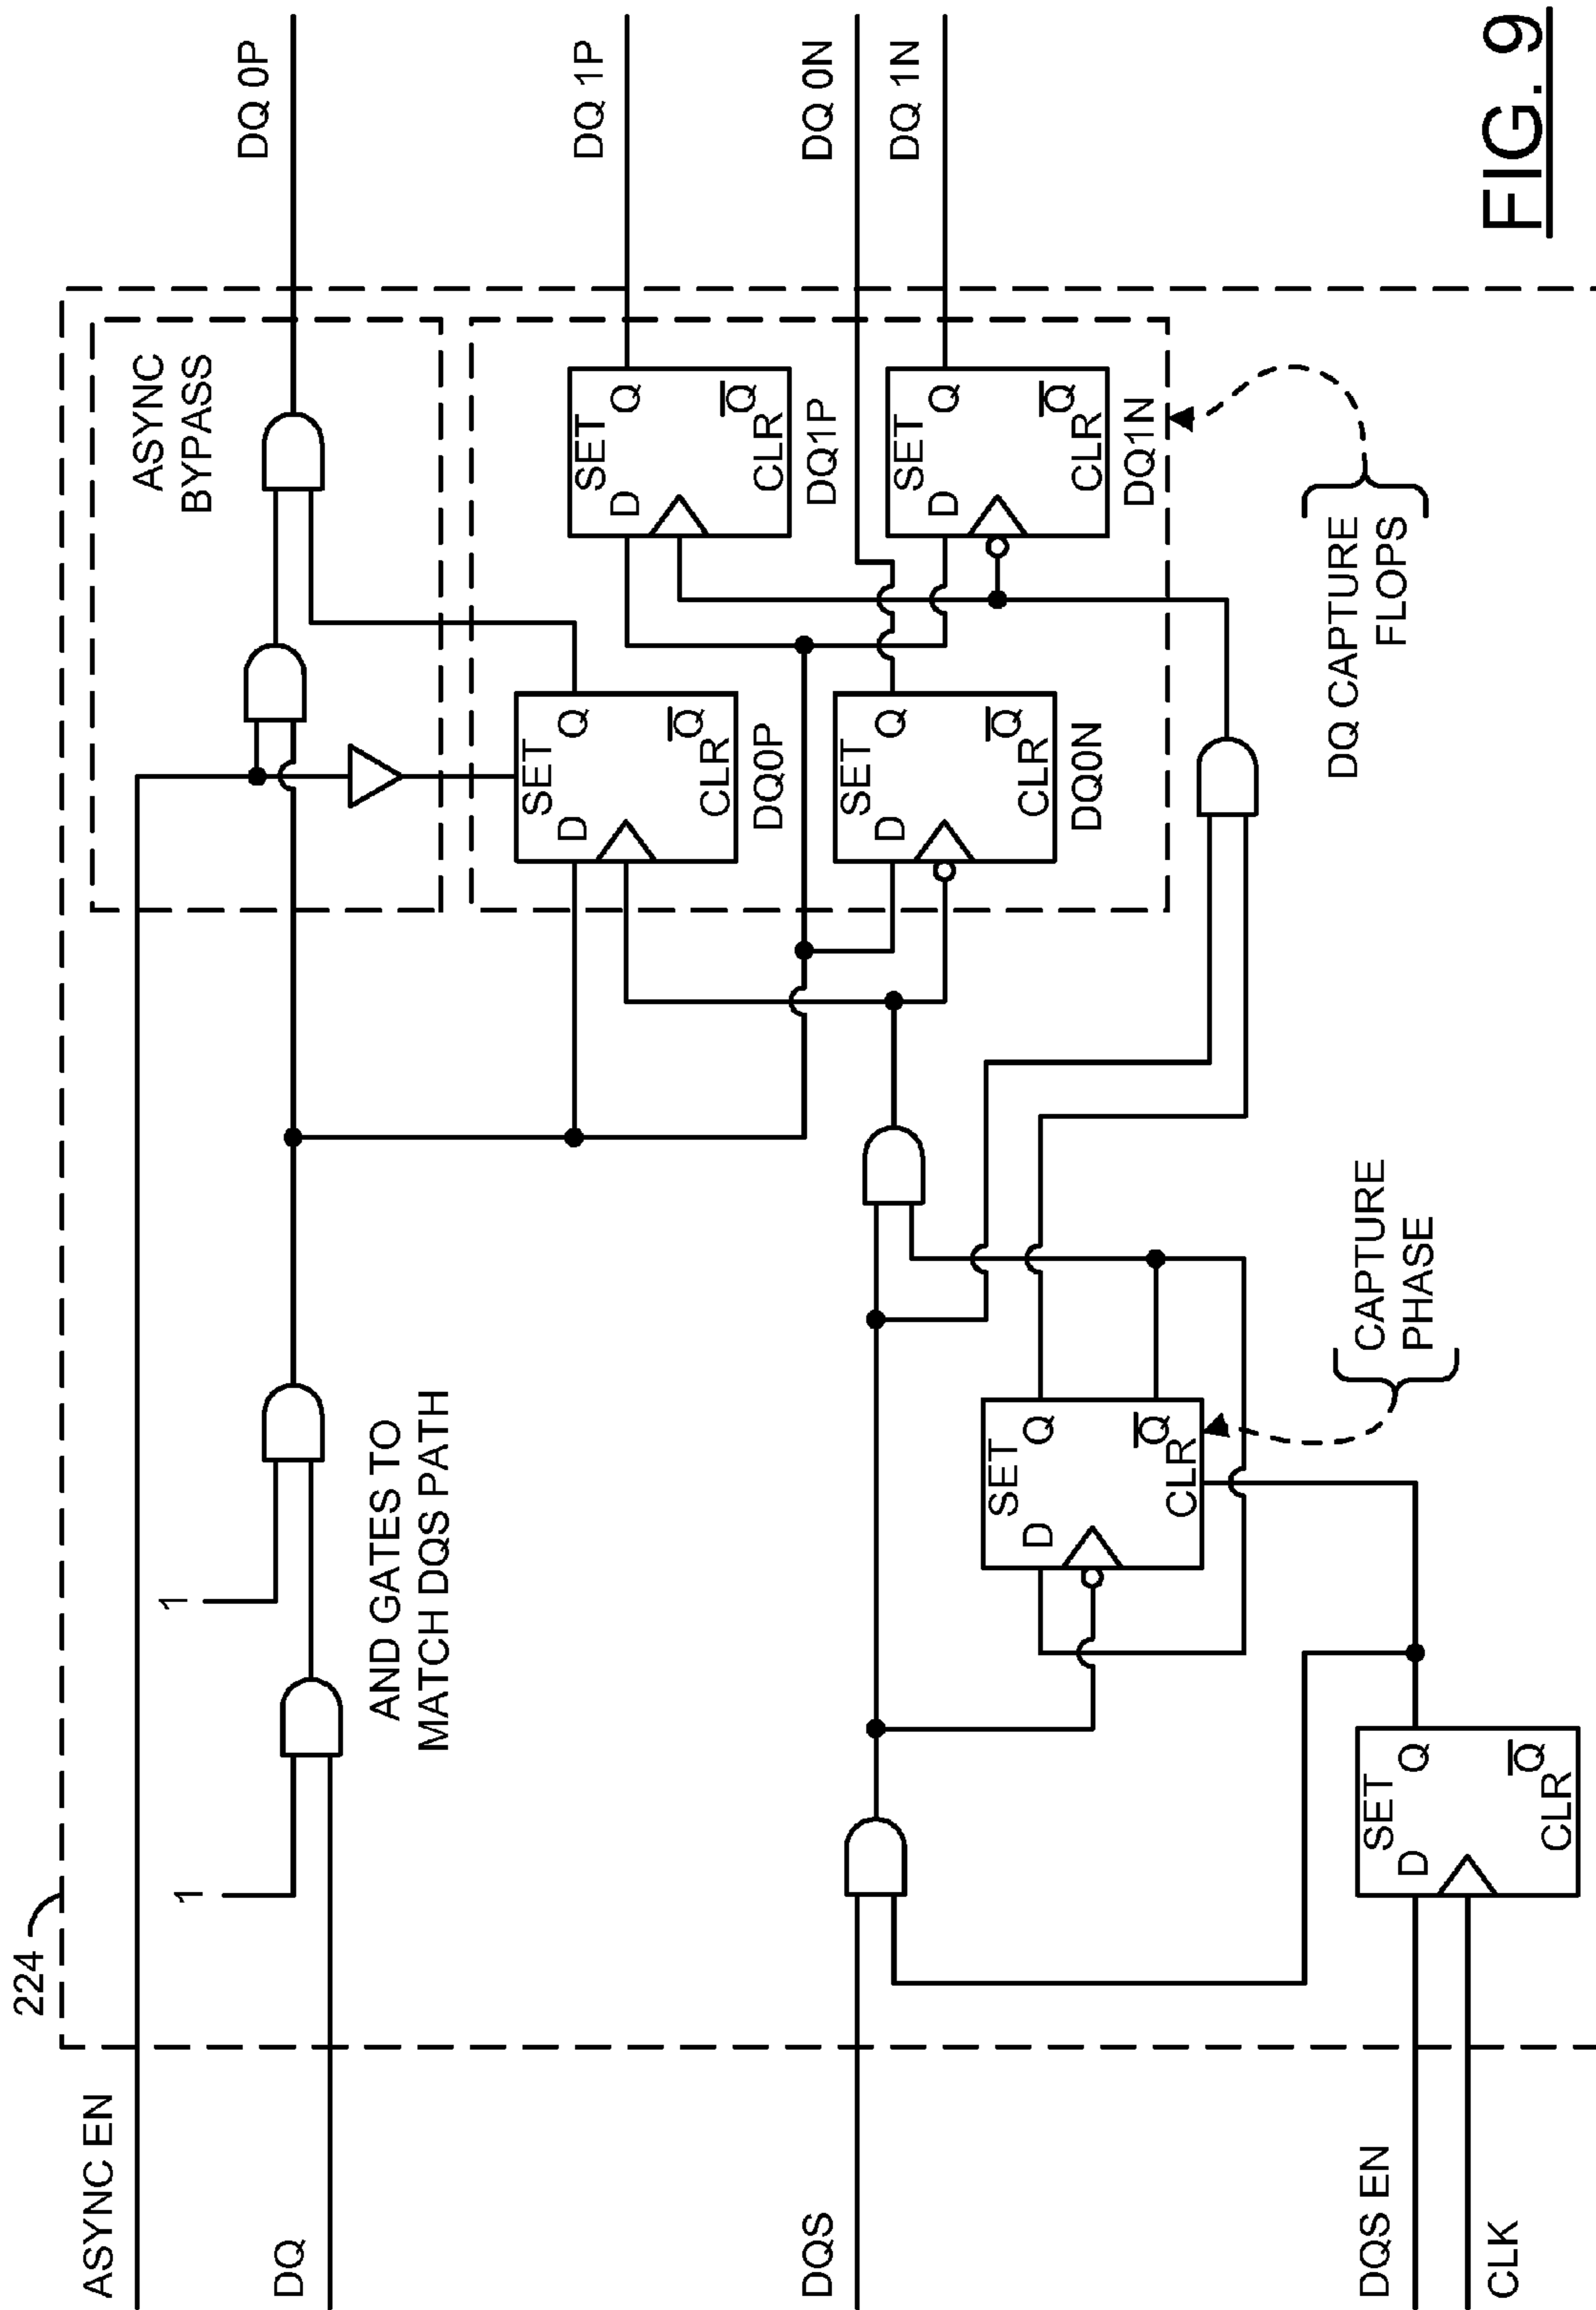 224
ASYNC EN
DQ
DQS
DQS EN
CLK
1
1
AND GATES TO
MATCH DQS PATH
ASYNC
BYPASS
SET
D
Q
Q
CLR
DQ0P
SET
D
Q
Q
CLR
DQ1P
SET
D
Q
Q
CLR
DQ0N
SET
D
Q
Q
CLR
DQ1N
SET
D
Q
Q
CLR
SET
D
Q
Q
CLR
CAPTURE
PHASE
DQ CAPTURE
FLOPS
DQ 0P
DQ 1P
DQ 0N
DQ 1N
FIG. 9